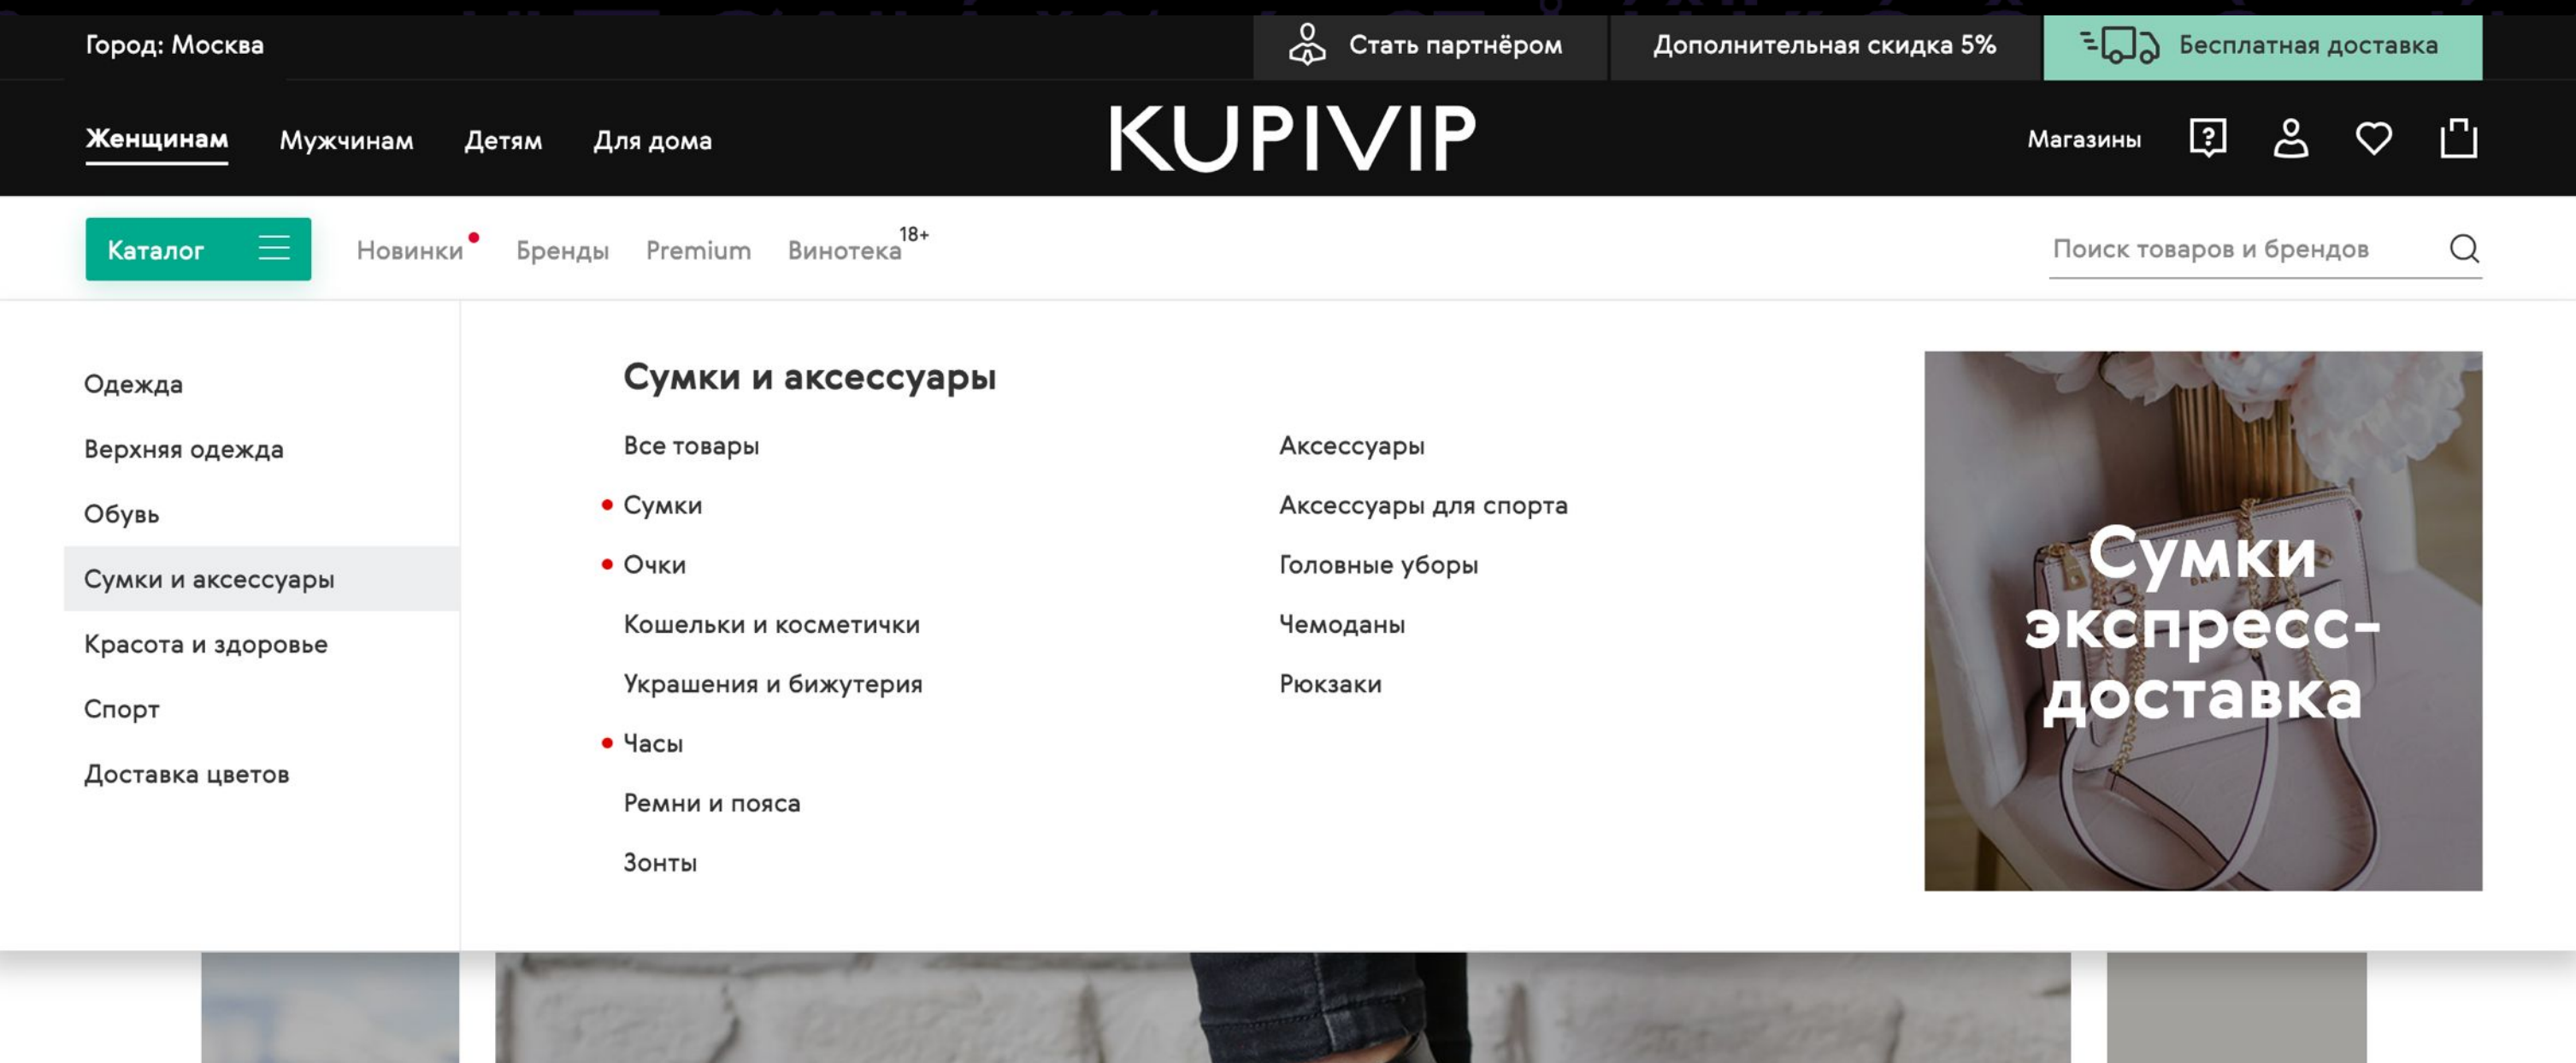 Город: Москва
Стать партнёром
Дополнительная скидка 5%
Бесплатная доставка
Женщинам Мужчинам Детям Для дома
KUPIVIP
Магазины
Каталог
Новинки Бренды Premium Винотека 18+
Поиск товаров и брендов
Одежда
Верхняя одежда
Обувь
Сумки и аксессуары
Красота и здоровье
Спорт
Доставка цветов
Сумки и аксессуары
Все товары
Сумки
Очки
Кошельки и косметички
Украшения и бижутерия
Часы
Ремни и пояса
Зонты
Аксессуары
Аксессуары для спорта
Головные уборы
Чемоданы
Рюкзаки
Сумки
экспресс-
доставка